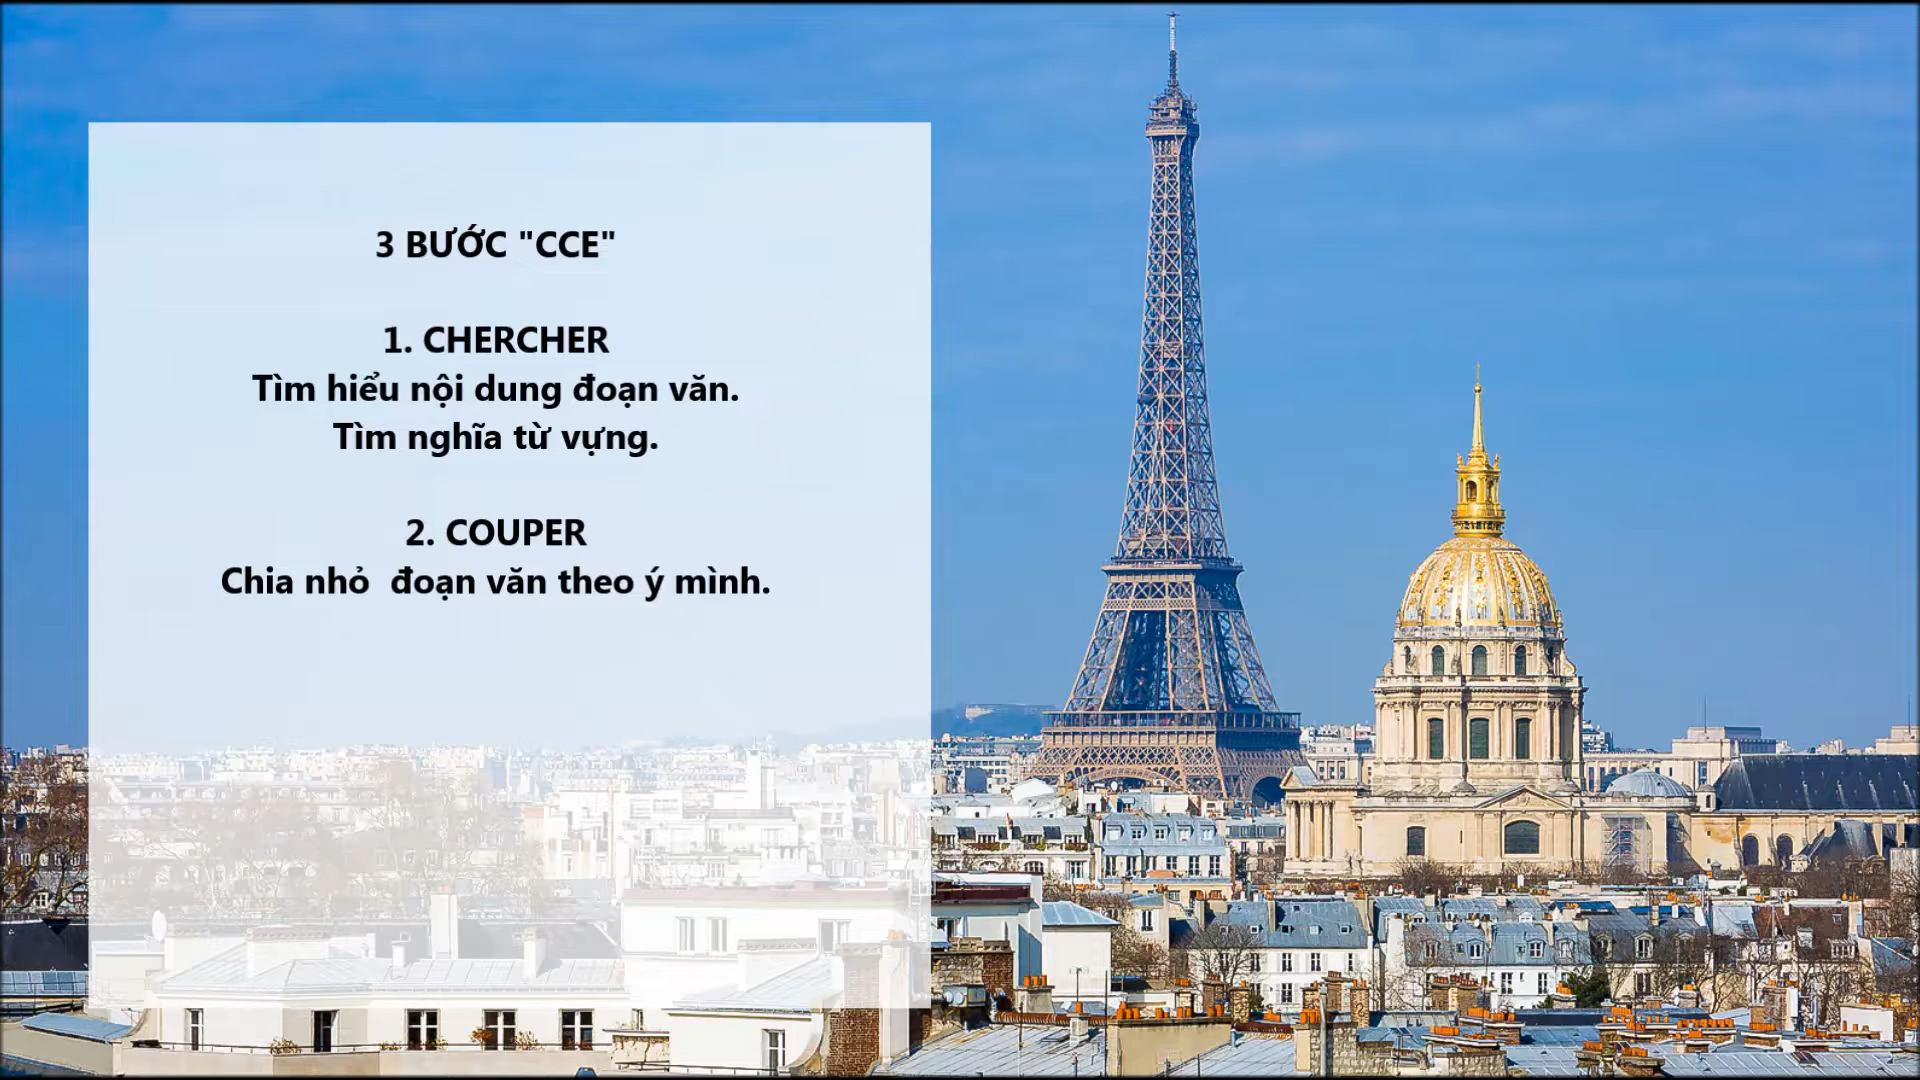 3 BƯỚC "CCE"
1. CHERCHER
Tìm hiểu nội dung đoạn văn.
Tìm nghĩa từ vựng.
2. COUPER
Chia nhỏ  đoạn văn theo ý mình.